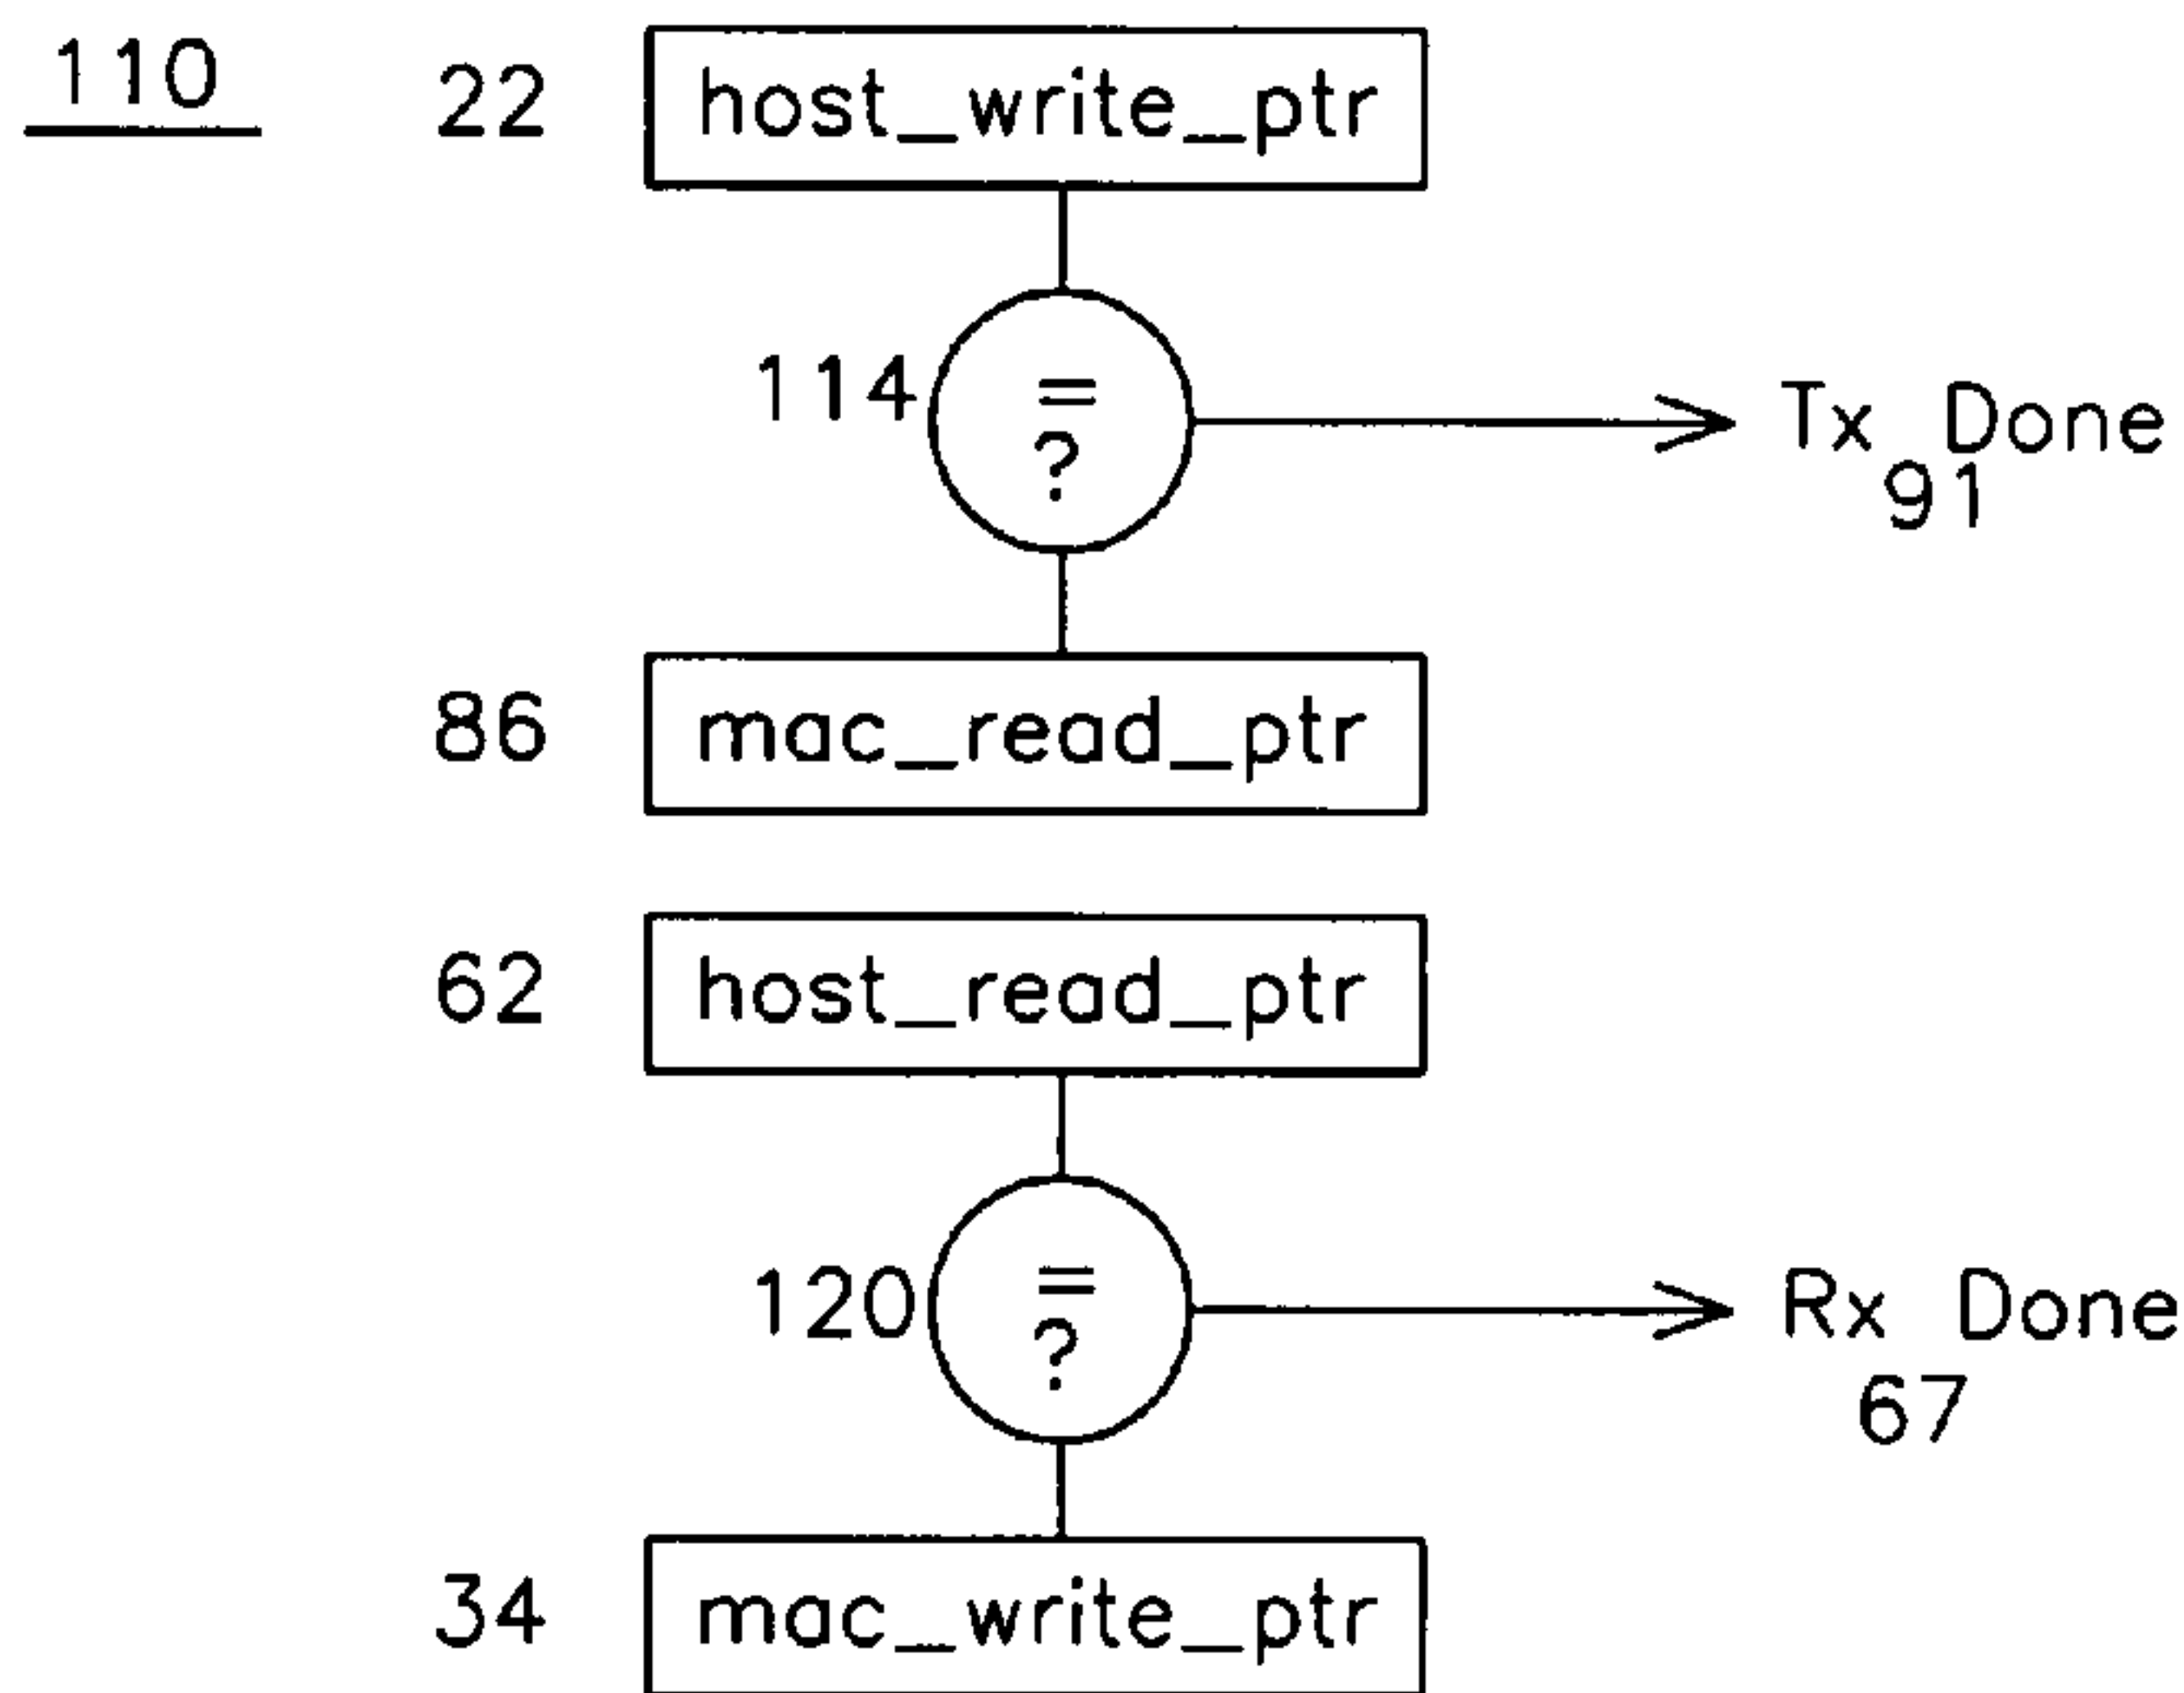 110
22 host_write_ptr
114 =
?
Tx Done
91
86 mac_read_ptr
62 host_read_ptr
120 =
?
Rx Done
67
34 mac_write_ptr